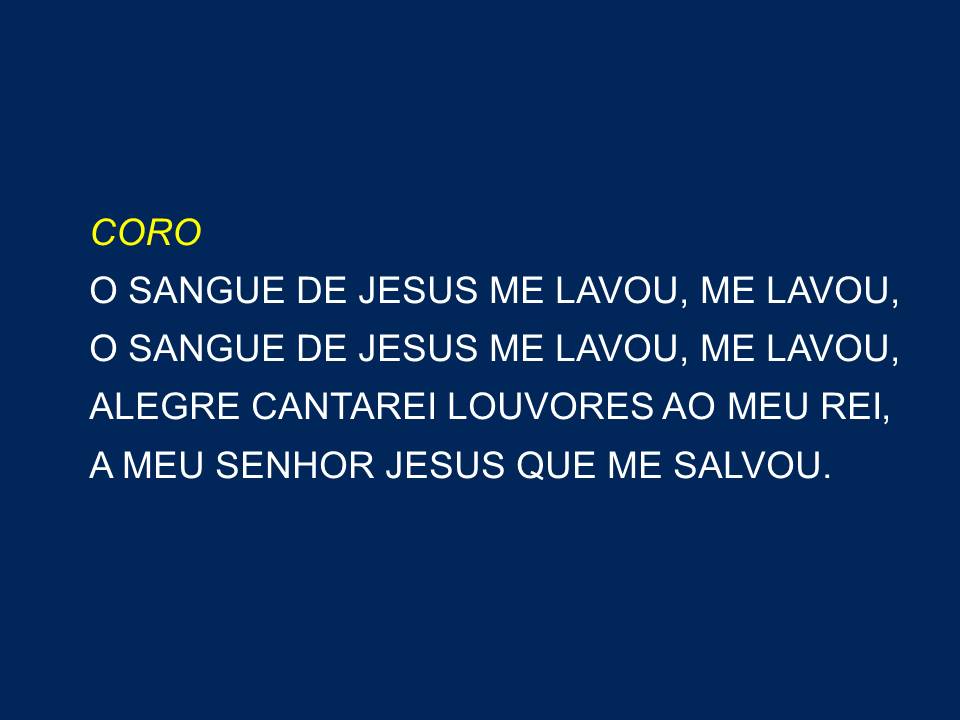 CORO
O SANGUE DE JESUS ME LAVOU, ME LAVOU,
O SANGUE DE JESUS ME LAVOU, ME LAVOU,
ALEGRE CANTAREI LOUVORES AO MEU REI,
A MEU SENHOR JESUS QUE ME SALVOU.